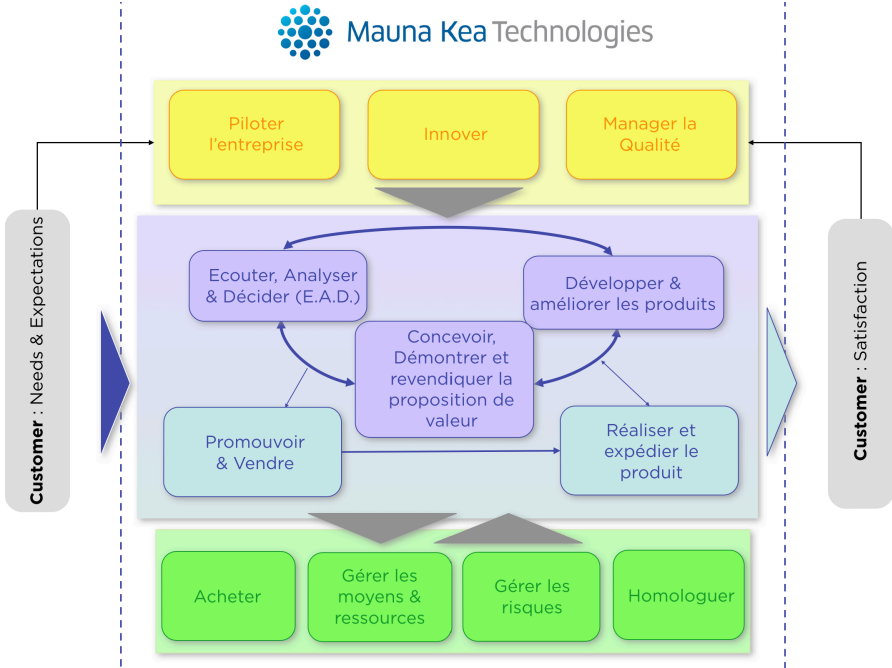 Mauna Kea Technologies
Piloter
l’entreprise
Innover
Manager la
Qualité
Customer : Needs & Expectations
Ecouter, Analyser
& Décider (E.A.D.)
Développer &
améliorer les produits
Concevoir,
Démontrer et
revendiquer la
proposition de
valeur
Promouvoir
& Vendre
Réaliser et
expédier le
produit
Customer : Satisfaction
Acheter
Gérer les
moyens &
ressources
Gérer les
risques
Homologuer